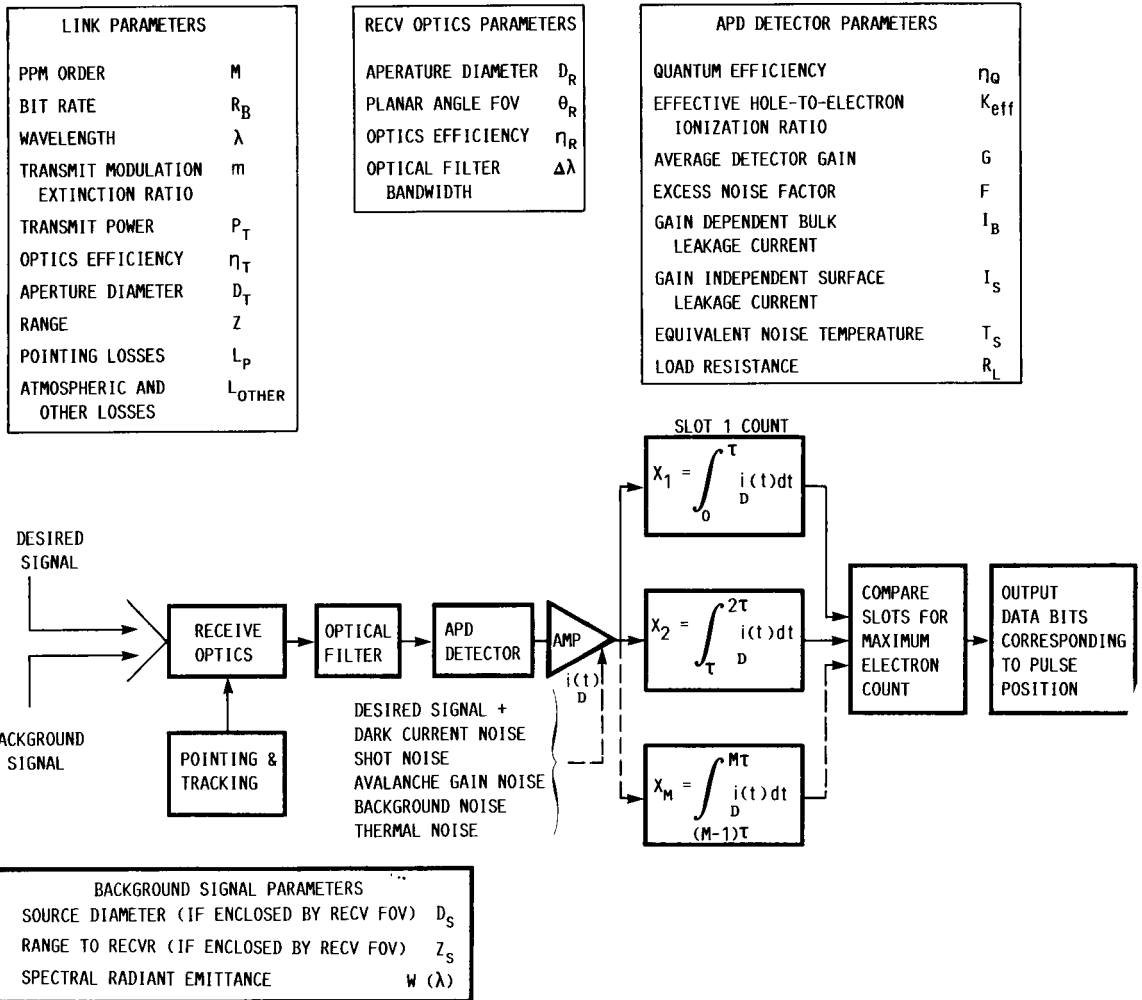 LINK PARAMETERS
PPM ORDER M
BIT RATE R_B
WAVELENGTH λ
TRANSMIT MODULATION m
EXTINCTION RATIO
TRANSMIT POWER P_T
OPTICS EFFICIENCY η_T
APERTURE DIAMETER D_T
RANGE Z
POINTING LOSSES L_P
ATMOSPHERIC AND L_OTHER
OTHER LOSSES
RECV OPTICS PARAMETERS
APERATURE DIAMETER D_R
PLANAR ANGLE FOV θ_R
OPTICS EFFICIENCY η_R
OPTICAL FILTER Δλ
BANDWIDTH
APD DETECTOR PARAMETERS
QUANTUM EFFICIENCY η_Q
EFFECTIVE HOLE-TO-ELECTRON K_eff
IONIZATION RATIO
AVERAGE DETECTOR GAIN G
EXCESS NOISE FACTOR F
GAIN DEPENDENT BULK I_B
LEAKAGE CURRENT
GAIN INDEPENDENT SURFACE I_S
LEAKAGE CURRENT
EQUIVALENT NOISE TEMPERATURE T_S
LOAD RESISTANCE R_L
DESIRED
SIGNAL
ACKGROUND
SIGNAL
RECEIVE
OPTICS
POINTING &
TRACKING
OPTICAL
FILTER
APD
DETECTOR
AMP
i(t)
D
DESIRED SIGNAL +
DARK CURRENT NOISE
SHOT NOISE
AVALANCHE GAIN NOISE
BACKGROUND NOISE
THERMAL NOISE
SLOT 1 COUNT
X_1 = ∫_0^τ i_D(t)dt
X_2 = ∫_τ^2τ i_D(t)dt
X_M = ∫_(M-1)τ^Mτ i_D(t)dt
COMPARE
SLOTS FOR
MAXIMUM
ELECTRON
COUNT
OUTPUT
DATA BITS
CORRESPONDING
TO PULSE
POSITION
BACKGROUND SIGNAL PARAMETERS
SOURCE DIAMETER (IF ENCLOSED BY RECV FOV) D_S
RANGE TO RECVR (IF ENCLOSED BY RECV FOV) Z_S
SPECTRAL RADIANT EMITTANCE W (λ)